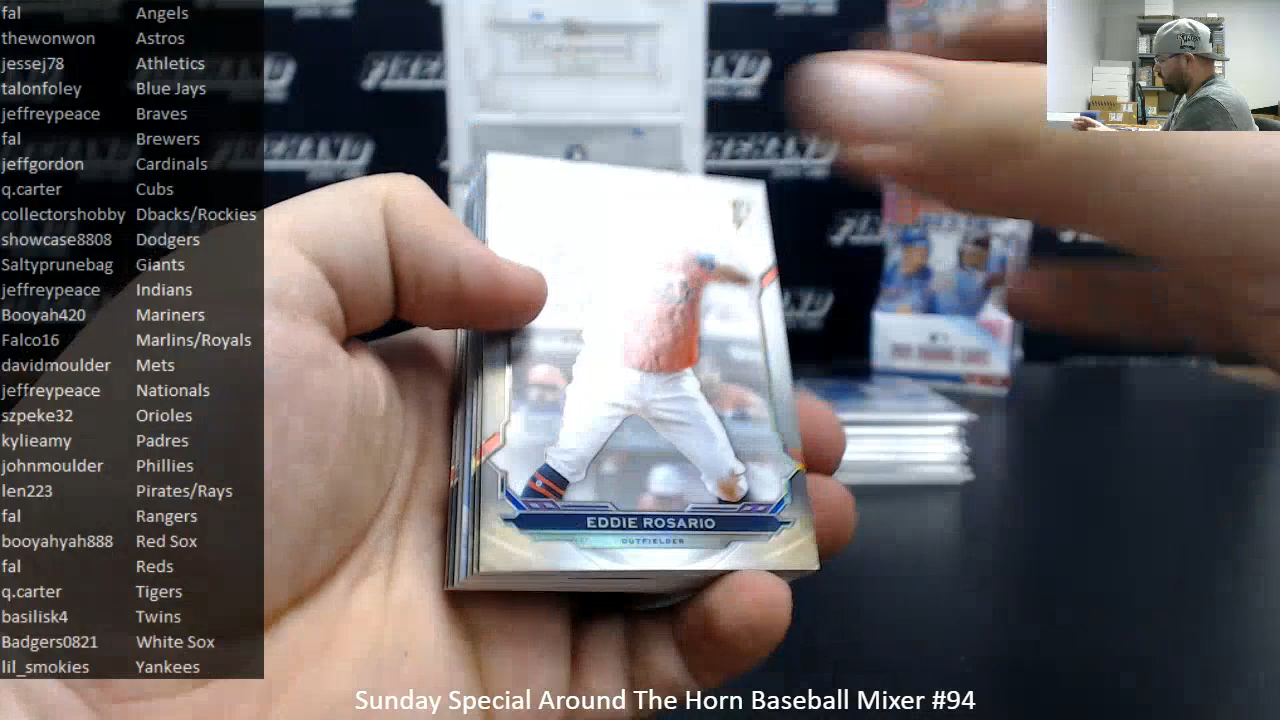 fal Angels
thewonwon Astros
jessej78 Athletics
talonfoley Blue Jays
jeffreypeace Braves
fal Brewers
jeffgordon Cardinals
q.carter Cubs
collectorshobby Dbacks/Rockies
showcase8808 Dodgers
Saltyprunebag Giants
jeffreypeace Indians
Booyah420 Mariners
Falco16 Marlins/Royals
davidmoulder Mets
jeffreypeace Nationals
szpeke32 Orioles
kylieamy Padres
johnmoulder Phillies
len223 Pirates/Rays
fal Rangers
booyahyah888 Red Sox
fal Reds
q.carter Tigers
basilisk4 Twins
Badgers0821 White Sox
lil_smokies Yankees
EDDIE ROSARIO
OUTFIELDER
Sunday Special Around The Horn Baseball Mixer #94